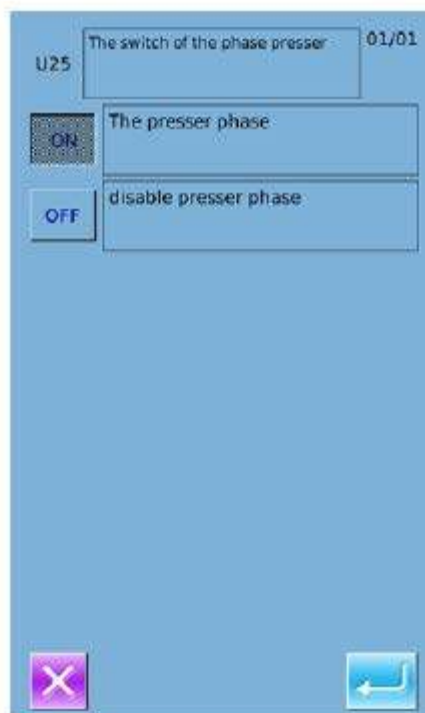 The switch of the phase presser
01/01
U25
ON
The presser phase
OFF
disable presser phase